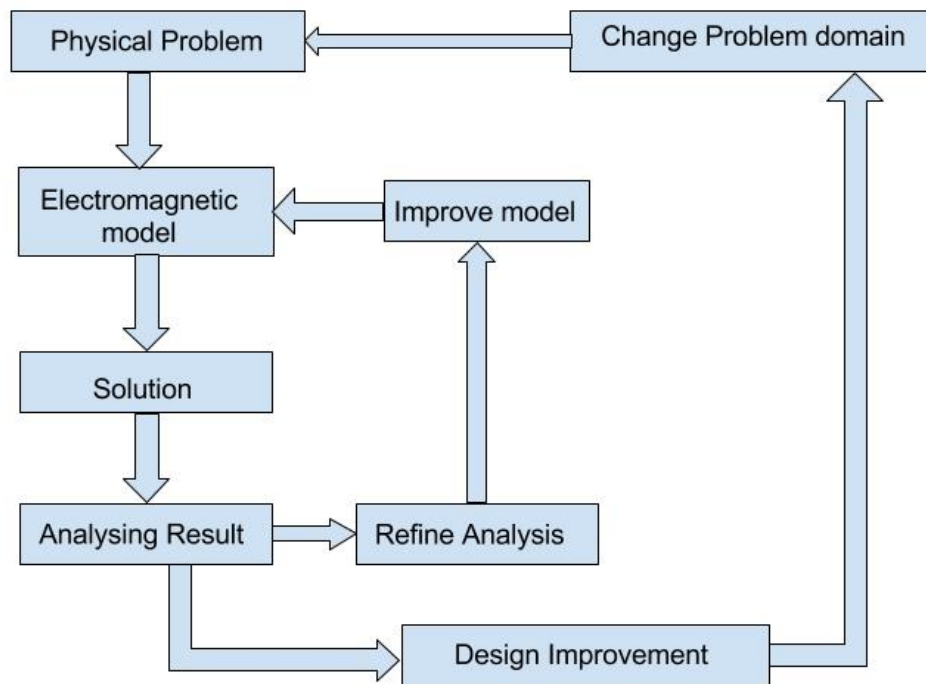 Physical Problem
Change Problem domain
Electromagnetic
model
Improve model
Solution
Analysing Result
Refine Analysis
Design Improvement